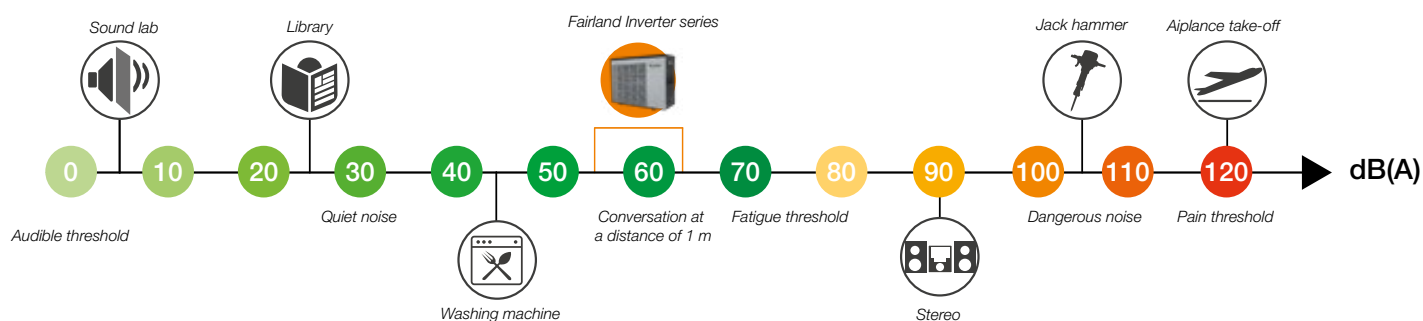 Sound lab
Library
Fairland Inverter series
Jack hammer
Aiplance take-off
0 10 20 30 40 50 60 70 80 90 100 110 120 dB(A)
Quiet noise
Conversation at
a distance of 1 m
Fatigue threshold
Dangerous noise
Pain threshold
Audible threshold
Washing machine
Stereo